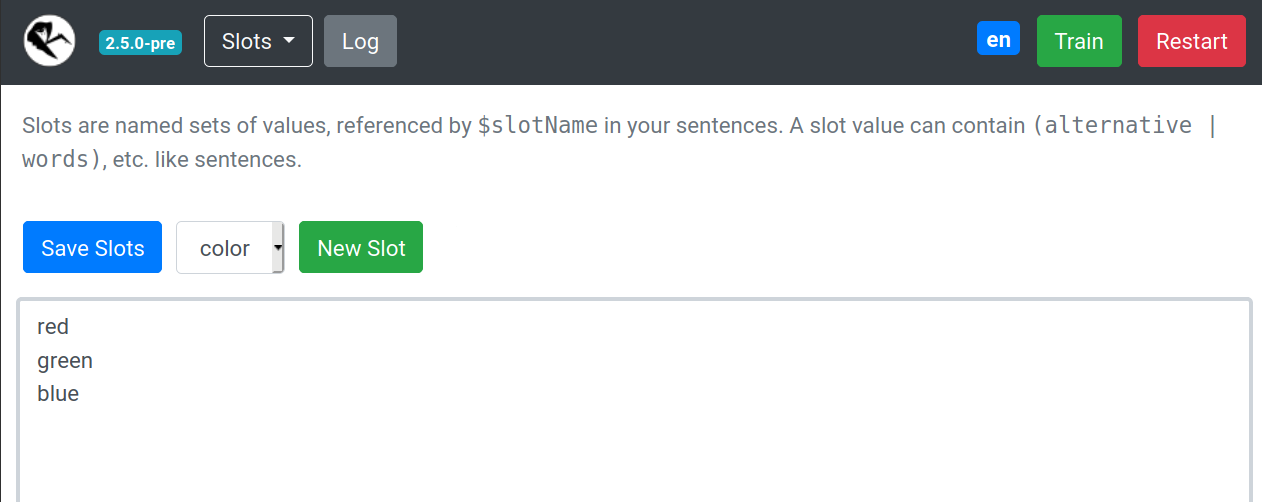 2.5.0-pre Slots Log en Train Restart
Slots are named sets of values, referenced by $slotName in your sentences. A slot value can contain (alternative |
words), etc. like sentences.
Save Slots color New Slot
red
green
blue